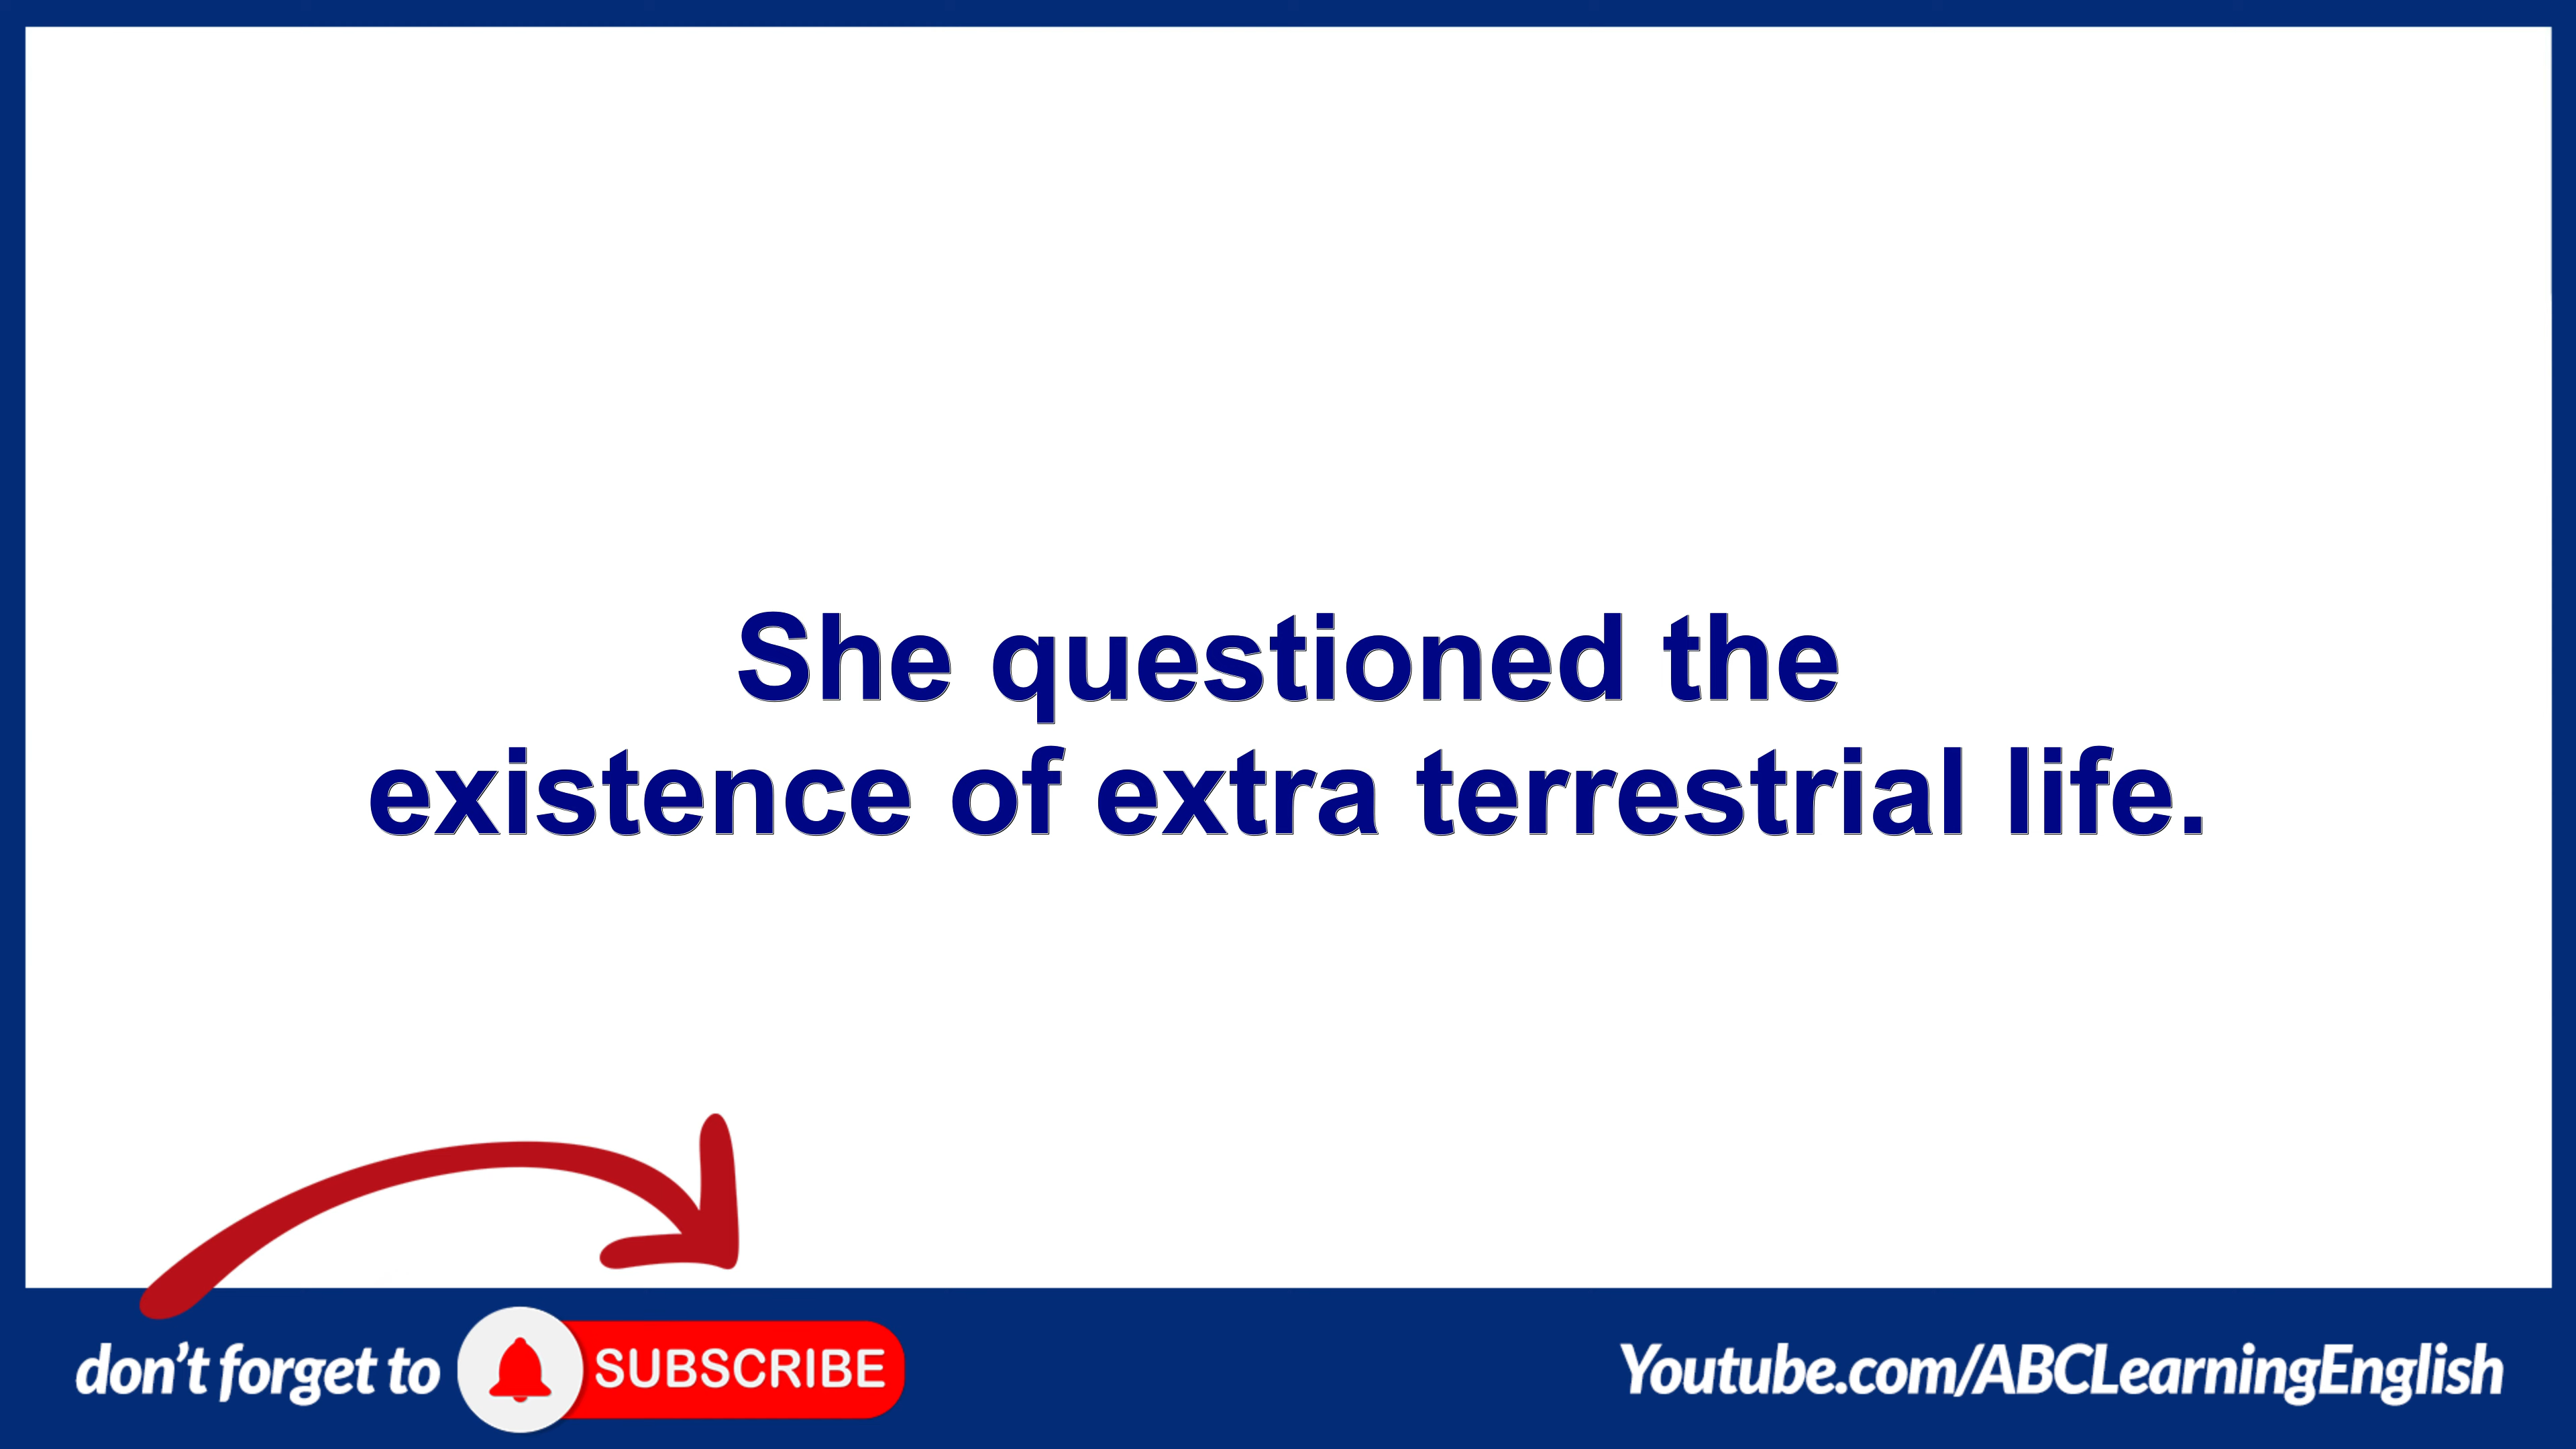 She questioned the
existence of extra terrestrial life.
don’t forget to SUBSCRIBE
Youtube.com/ABCLearningEnglish